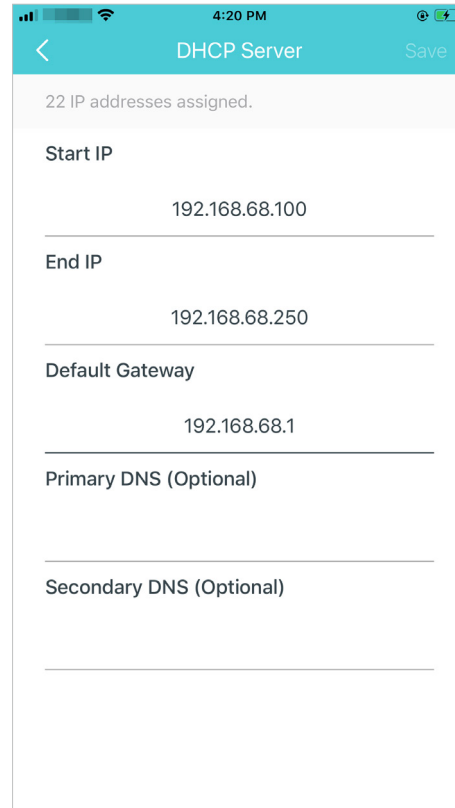 4:20 PM
DHCP Server
Save
22 IP addresses assigned.
Start IP
192.168.68.100
End IP
192.168.68.250
Default Gateway
192.168.68.1
Primary DNS (Optional)
Secondary DNS (Optional)